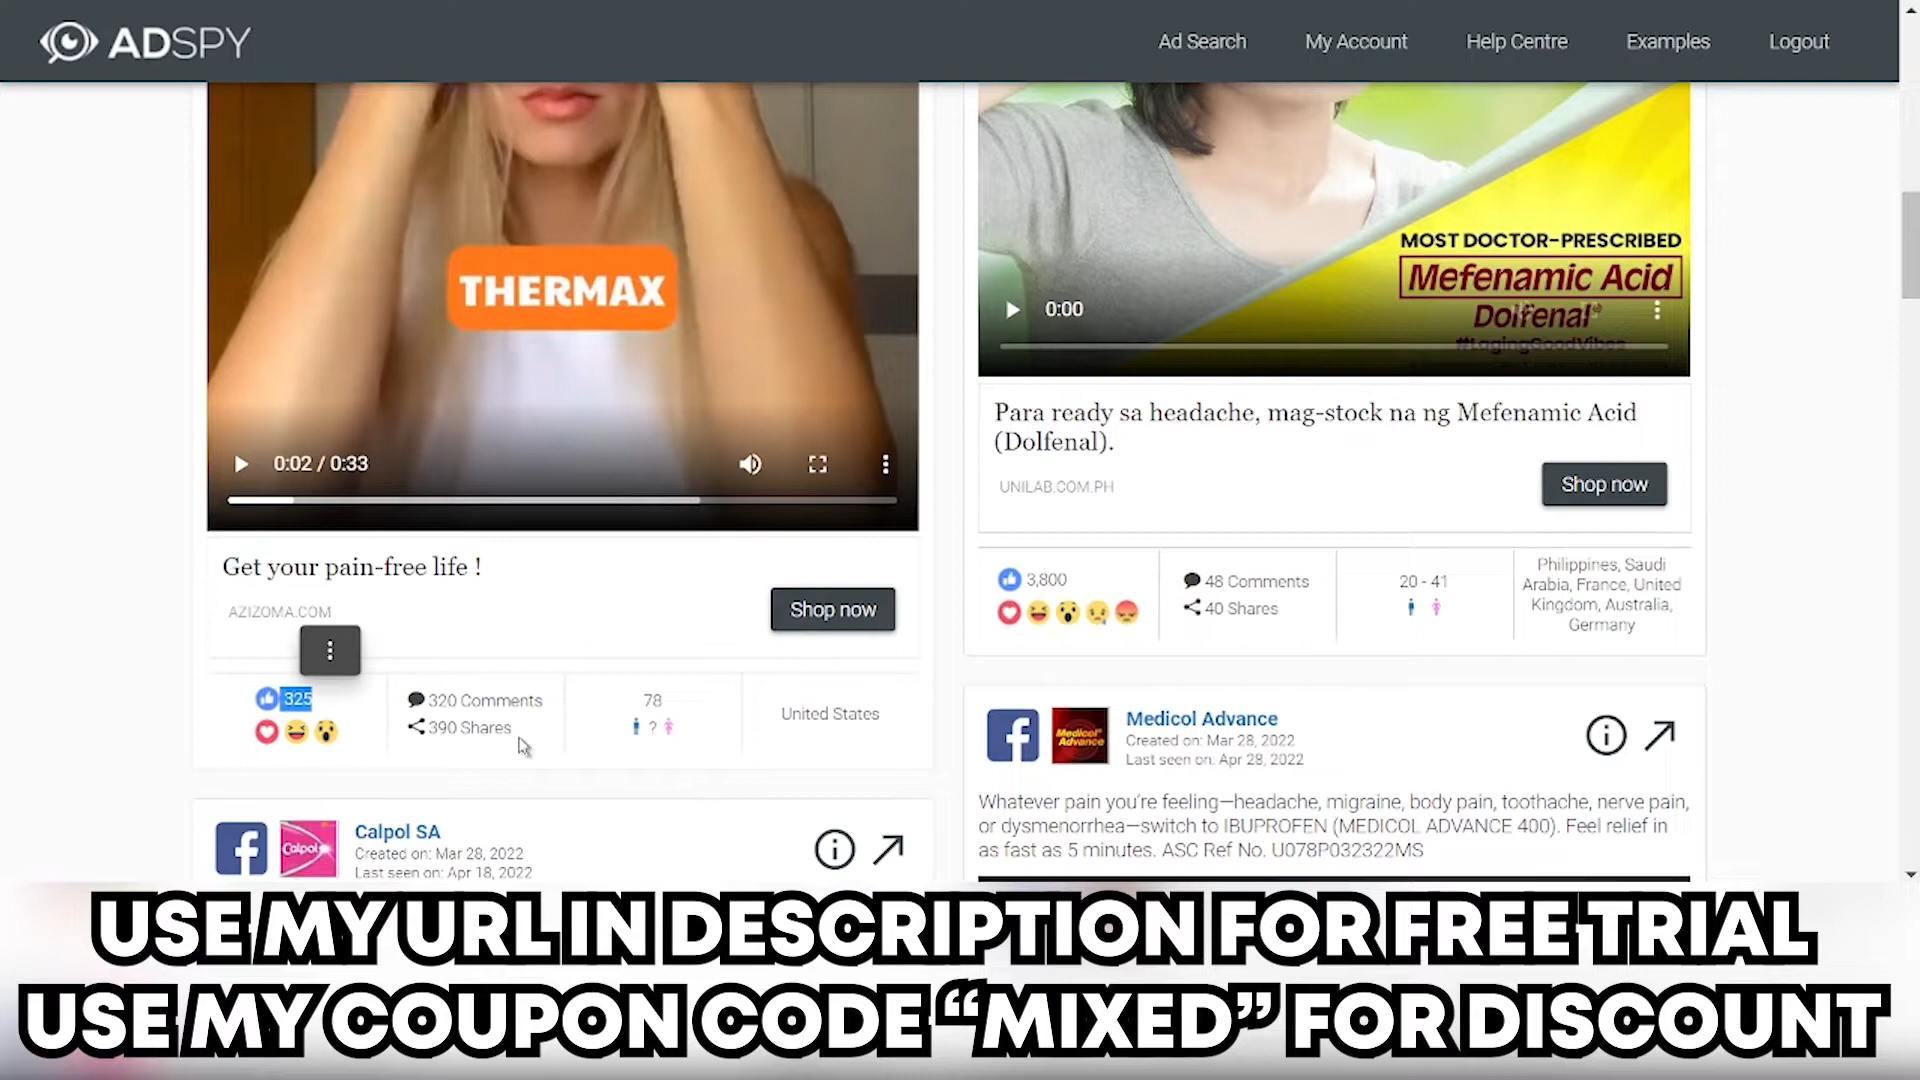 ADSPY
Ad Search
My Account
Help Centre
Examples
Logout
THERMAX
0:02 / 0:33
Get your pain-free life !
AZIZOMA.COM
Shop now
325
320 Comments
390 Shares
78
?
United States
Calpol
Calpol SA
Created on: Mar 28, 2022
Last seen on: Apr 18, 2022
MOST DOCTOR-PRESCRIBED
Mefenamic Acid
Dolfenal®
#LagingGoodVibes
0:00
Para ready sa headache, mag-stock na ng Mefenamic Acid
(Dolfenal).
UNILAB.COM.PH
Shop now
3,800
48 Comments
40 Shares
20 - 41
Philippines, Saudi
Arabia, France, United
Kingdom, Australia,
Germany
Medicol
Advance
Medicol Advance
Created on: Mar 28, 2022
Last seen on: Apr 28, 2022
Whatever pain you're feeling—headache, migraine, body pain, toothache, nerve pain,
or dysmenorrhea—switch to IBUPROFEN (MEDICOL ADVANCE 400). Feel relief in
as fast as 5 minutes. ASC Ref No. U078P032322MS
USE MY URL IN DESCRIPTION FOR FREE TRIAL
USE MY COUPON CODE “MIXED” FOR DISCOUNT